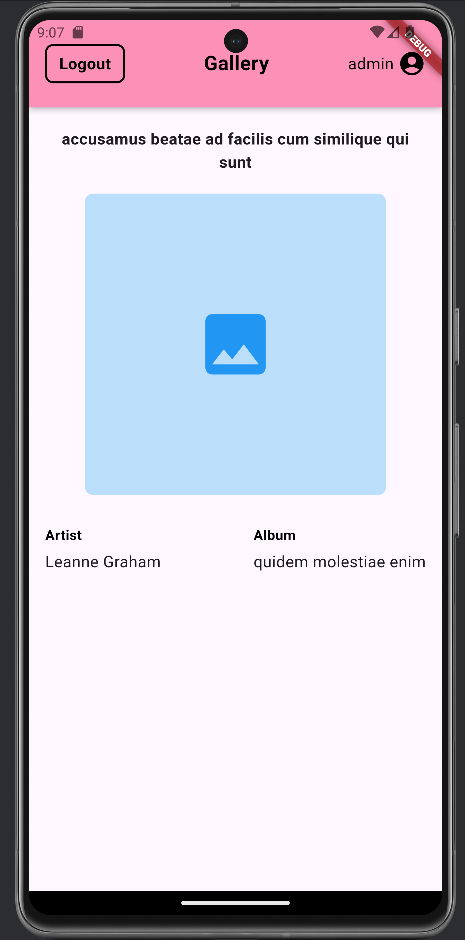 9:07
DEBUG
Logout
Gallery
admin
accusamus beatae ad facilis cum similique qui
sunt
Artist
Album
Leanne Graham
quidem molestiae enim